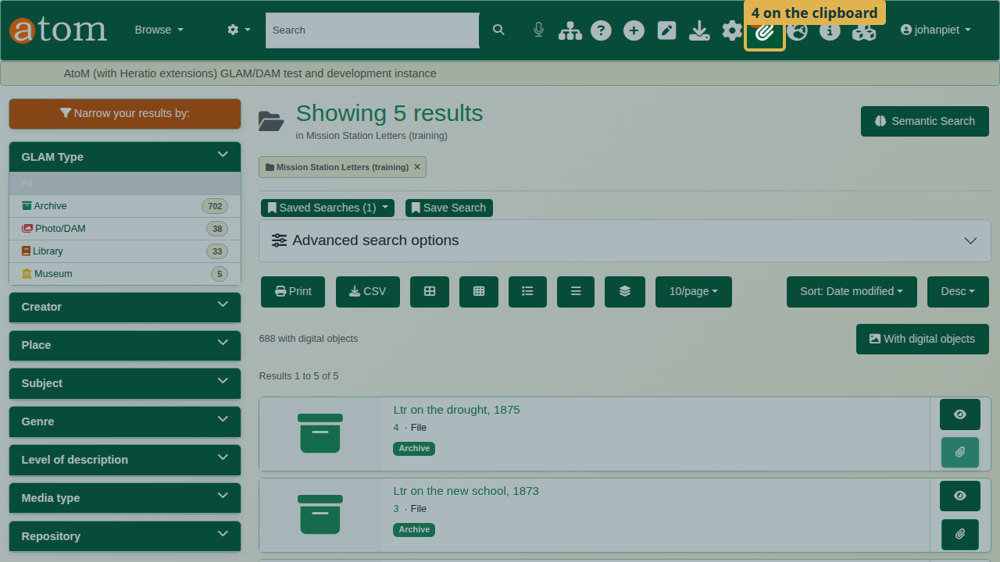 4 on the clipboard
atom
Browse
Search
johanpiet
AtoM (with Heratio extensions) GLAM/DAM test and development instance
Narrow your results by:
GLAM Type
All
Archive 702
Photo/DAM 38
Library 33
Museum 5
Creator
Place
Subject
Genre
Level of description
Media type
Repository
Showing 5 results
in Mission Station Letters (training)
Semantic Search
Mission Station Letters (training) ×
Saved Searches (1)
Save Search
Advanced search options
Print
CSV
10/page
Sort: Date modified
Desc
688 with digital objects
With digital objects
Results 1 to 5 of 5
Ltr on the drought, 1875
4 · File
Archive
Ltr on the new school, 1873
3 · File
Archive